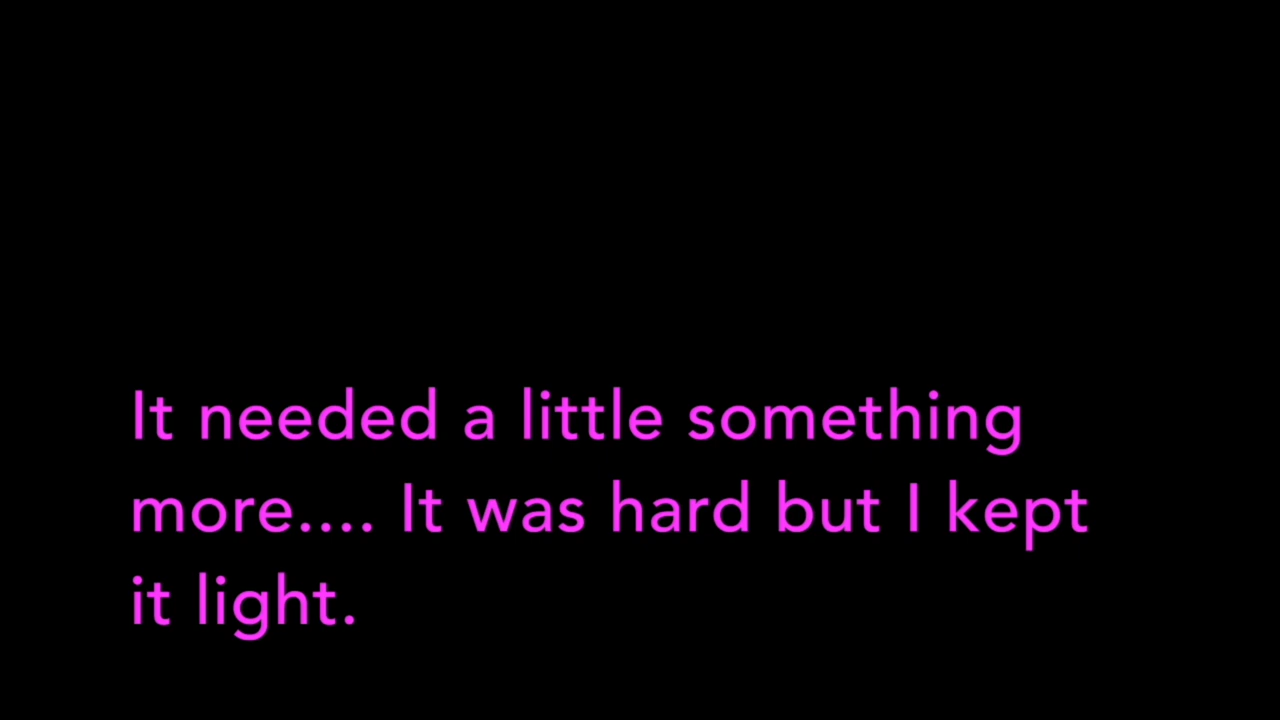 It needed a little something
more.... It was hard but I kept
it light.